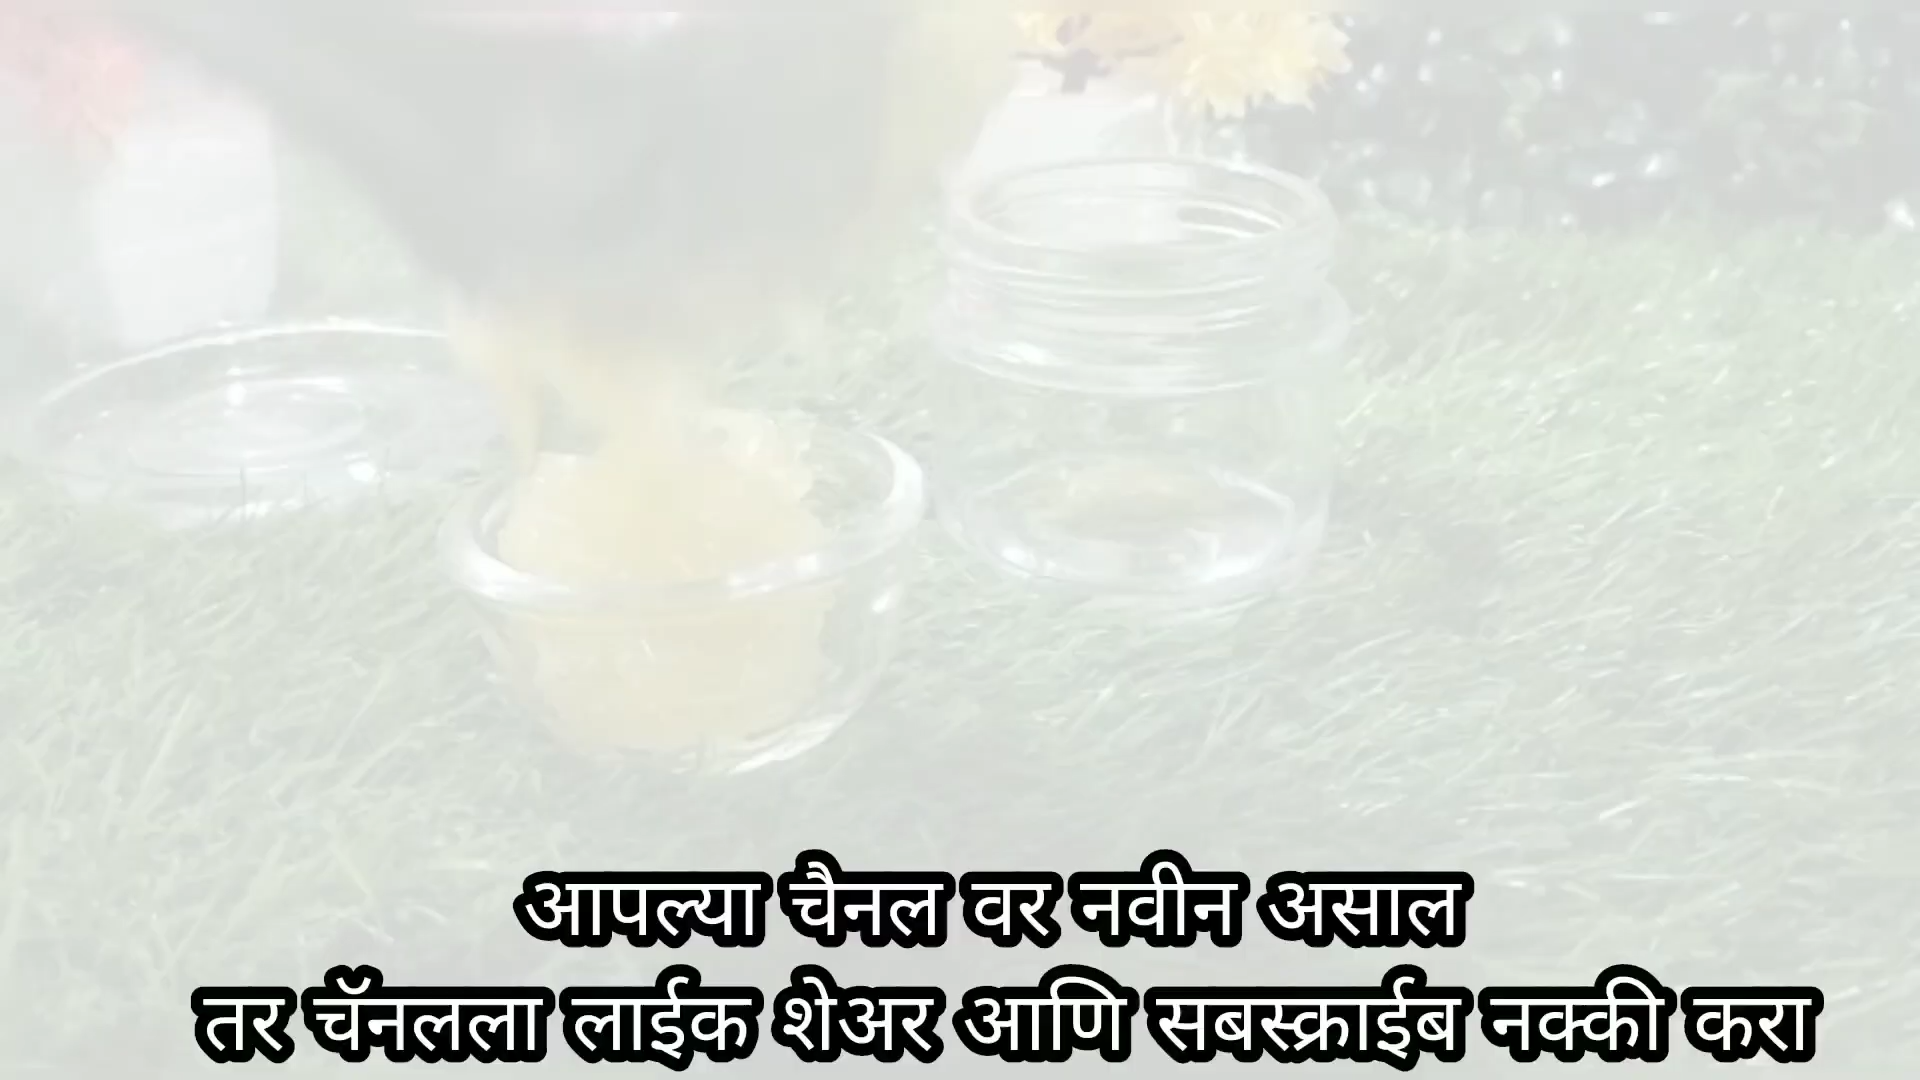 आपल्या चैनल वर नवीन असाल
तर चॅनलला लाईक शेअर आणि सबस्क्राईब नक्की करा